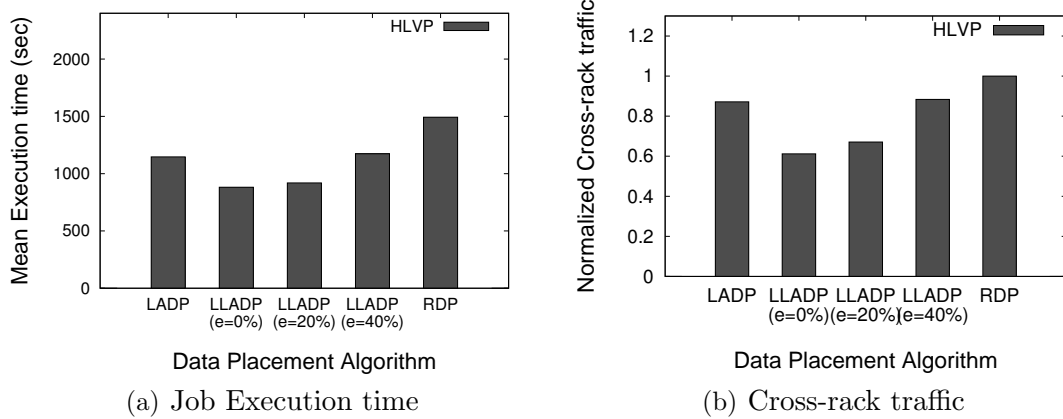 Mean Execution time (sec)
2000
1500
1000
500
0
HLVP
LADP LLADP LLADP LLADP RDP
(e=0%) (e=20%) (e=40%)
Data Placement Algorithm
(a) Job Execution time
Normalized Cross-rack traffic
1.2
1
0.8
0.6
0.4
0.2
0
HLVP
LADP LLADP LLADP LLADP RDP
(e=0%) (e=20%) (e=40%)
Data Placement Algorithm
(b) Cross-rack traffic